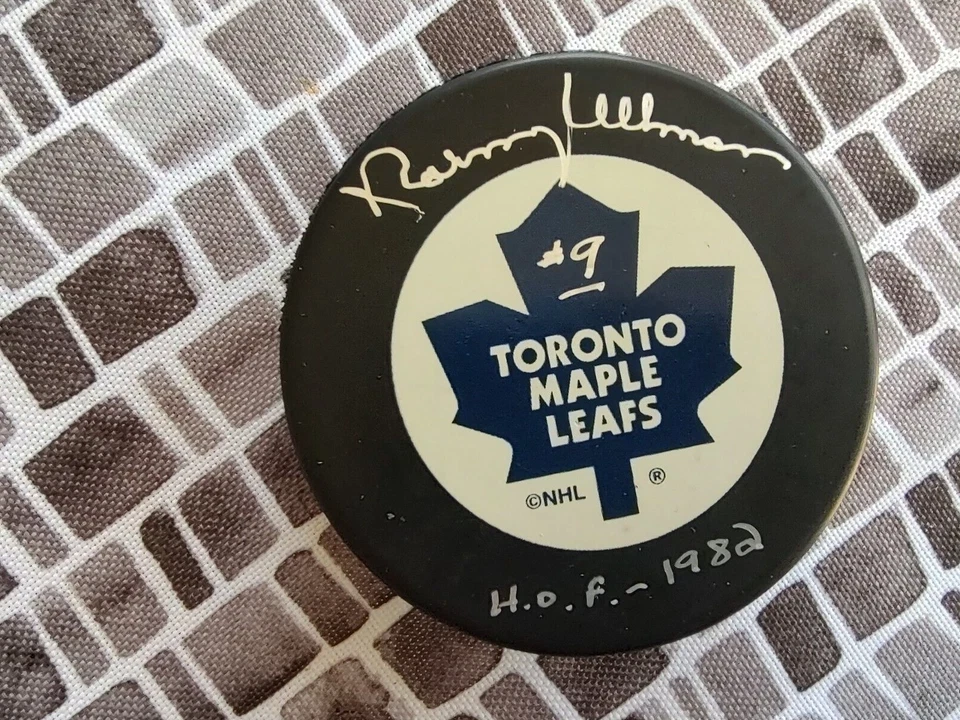 Norm Ullman
#9
TORONTO
MAPLE
LEAFS
©NHL ®
H.O.F. - 1982